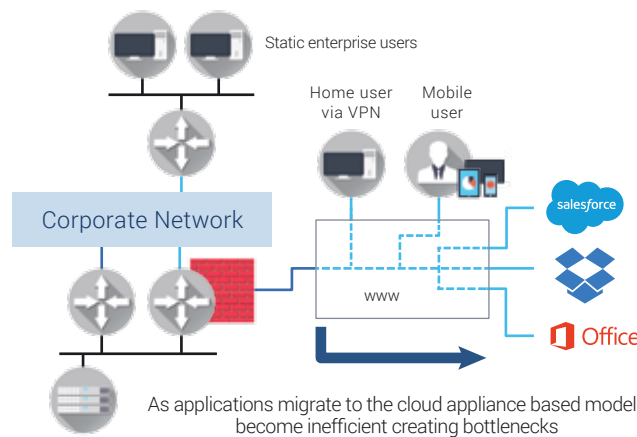 Static enterprise users
Home user
via VPN
Mobile
user
Corporate Network
salesforce
www
Office
As applications migrate to the cloud appliance based model
become inefficient creating bottlenecks